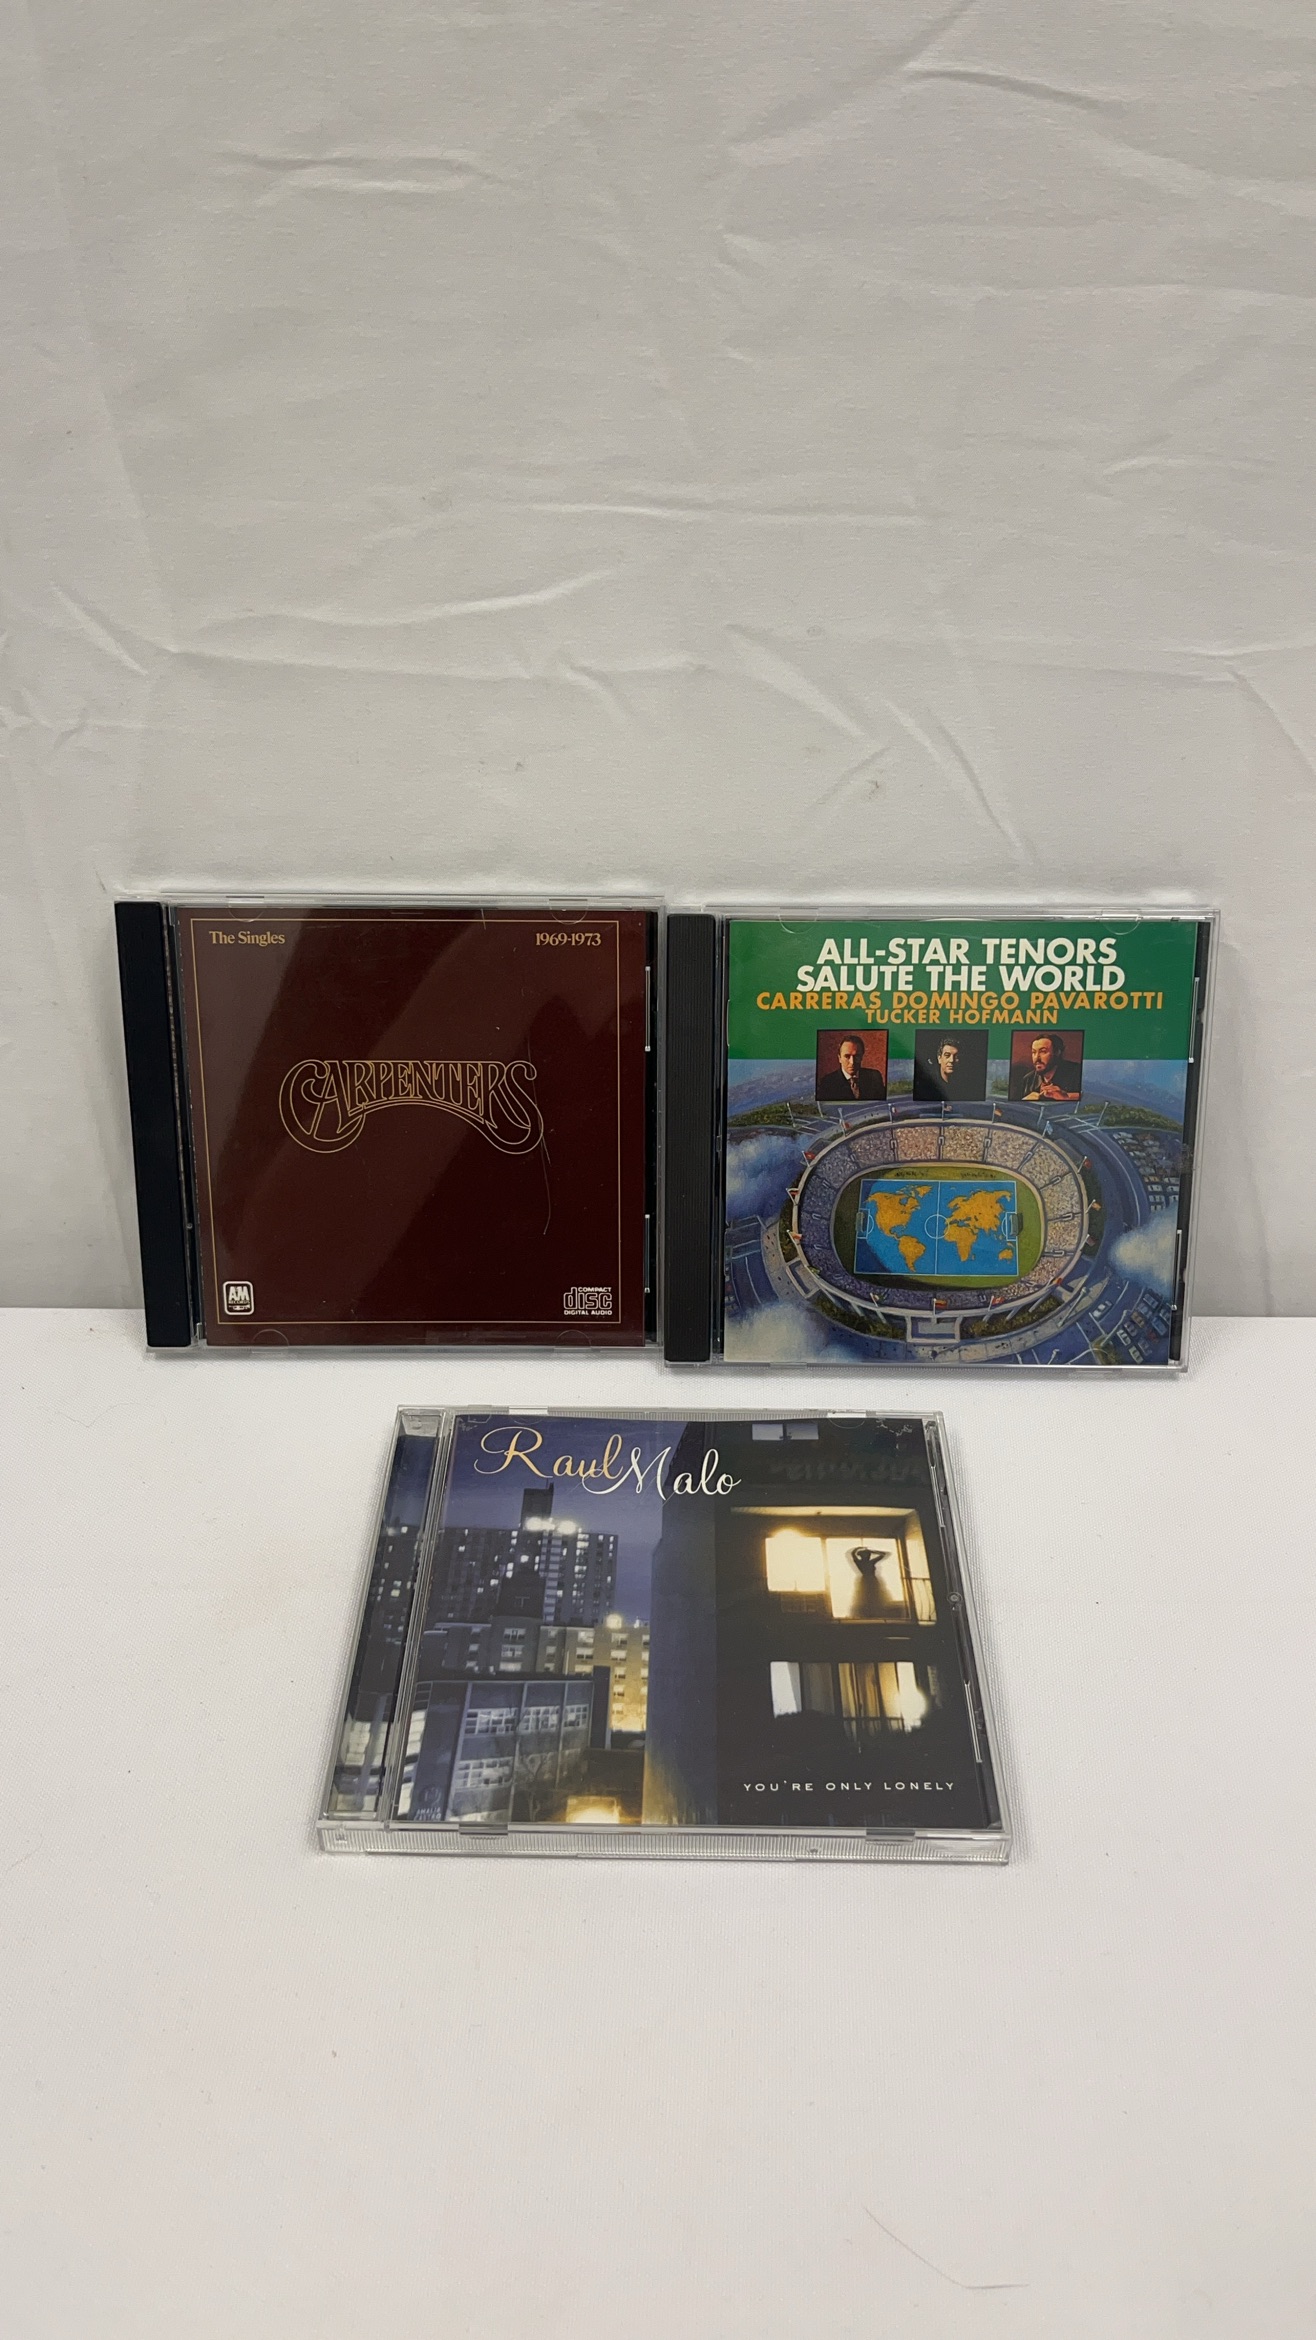 The Singles 1969-1973
CARPENTERS
AM
COMPACT
disc
DIGITAL AUDIO
ALL-STAR TENORS
SALUTE THE WORLD
CARRERAS DOMINGO PAVAROTTI
TUCKER HOFMANN
Raul Malo
YOU'RE ONLY LONELY